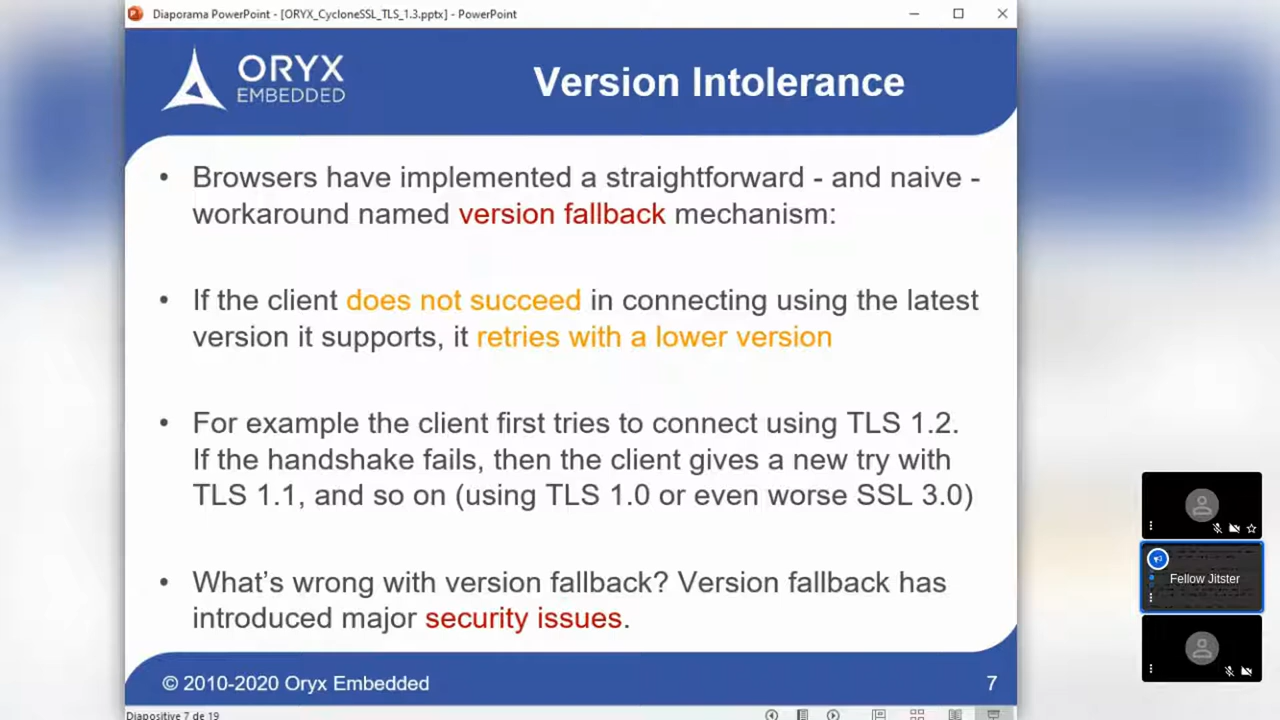 Diaporama PowerPoint - [ORYX_CycloneSSL_TLS_1.3.pptx] - PowerPoint
ORYX
EMBEDDED
Version Intolerance
• Browsers have implemented a straightforward - and naive -
workaround named version fallback mechanism:
• If the client does not succeed in connecting using the latest
version it supports, it retries with a lower version
• For example the client first tries to connect using TLS 1.2.
If the handshake fails, then the client gives a new try with
TLS 1.1, and so on (using TLS 1.0 or even worse SSL 3.0)
• What's wrong with version fallback? Version fallback has
introduced major security issues.
© 2010-2020 Oryx Embedded
7
Diapositive 7 de 19
Fellow Jitster